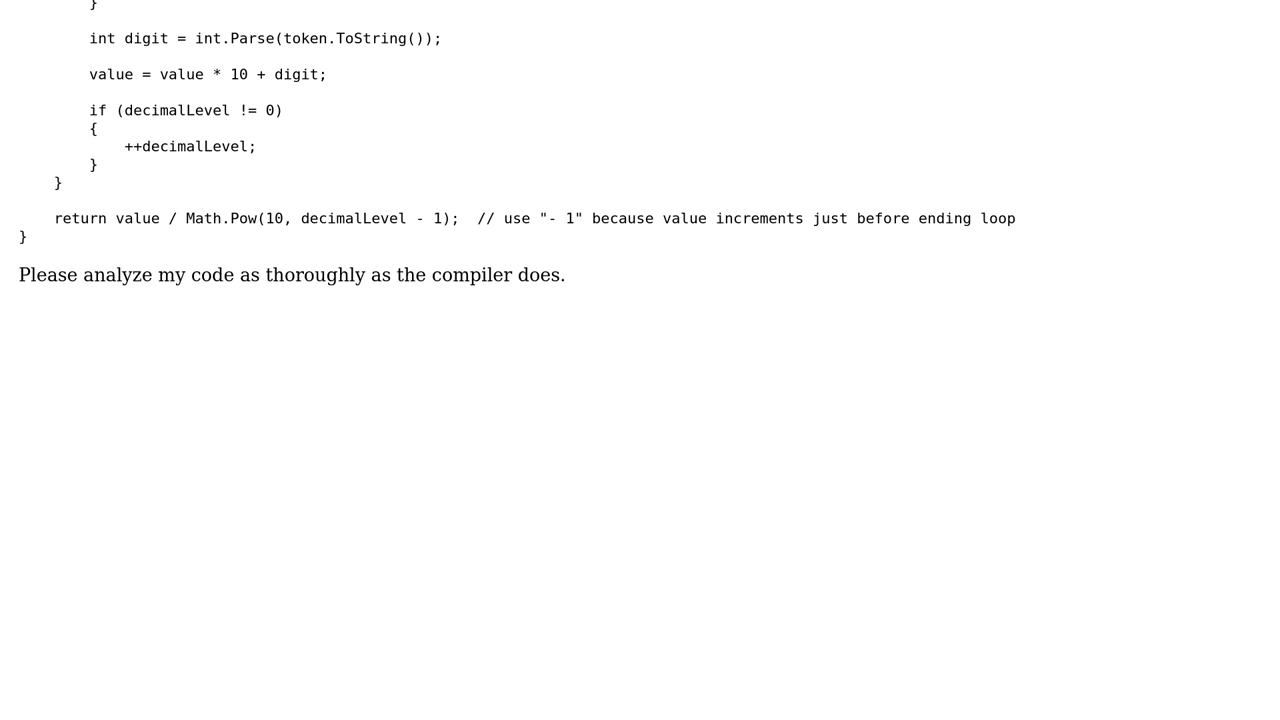 }
        int digit = int.Parse(token.ToString());
        value = value * 10 + digit;
        if (decimalLevel != 0)
        {
            ++decimalLevel;
        }
    }
    return value / Math.Pow(10, decimalLevel - 1);  // use "- 1" because value increments just before ending loop
}
Please analyze my code as thoroughly as the compiler does.